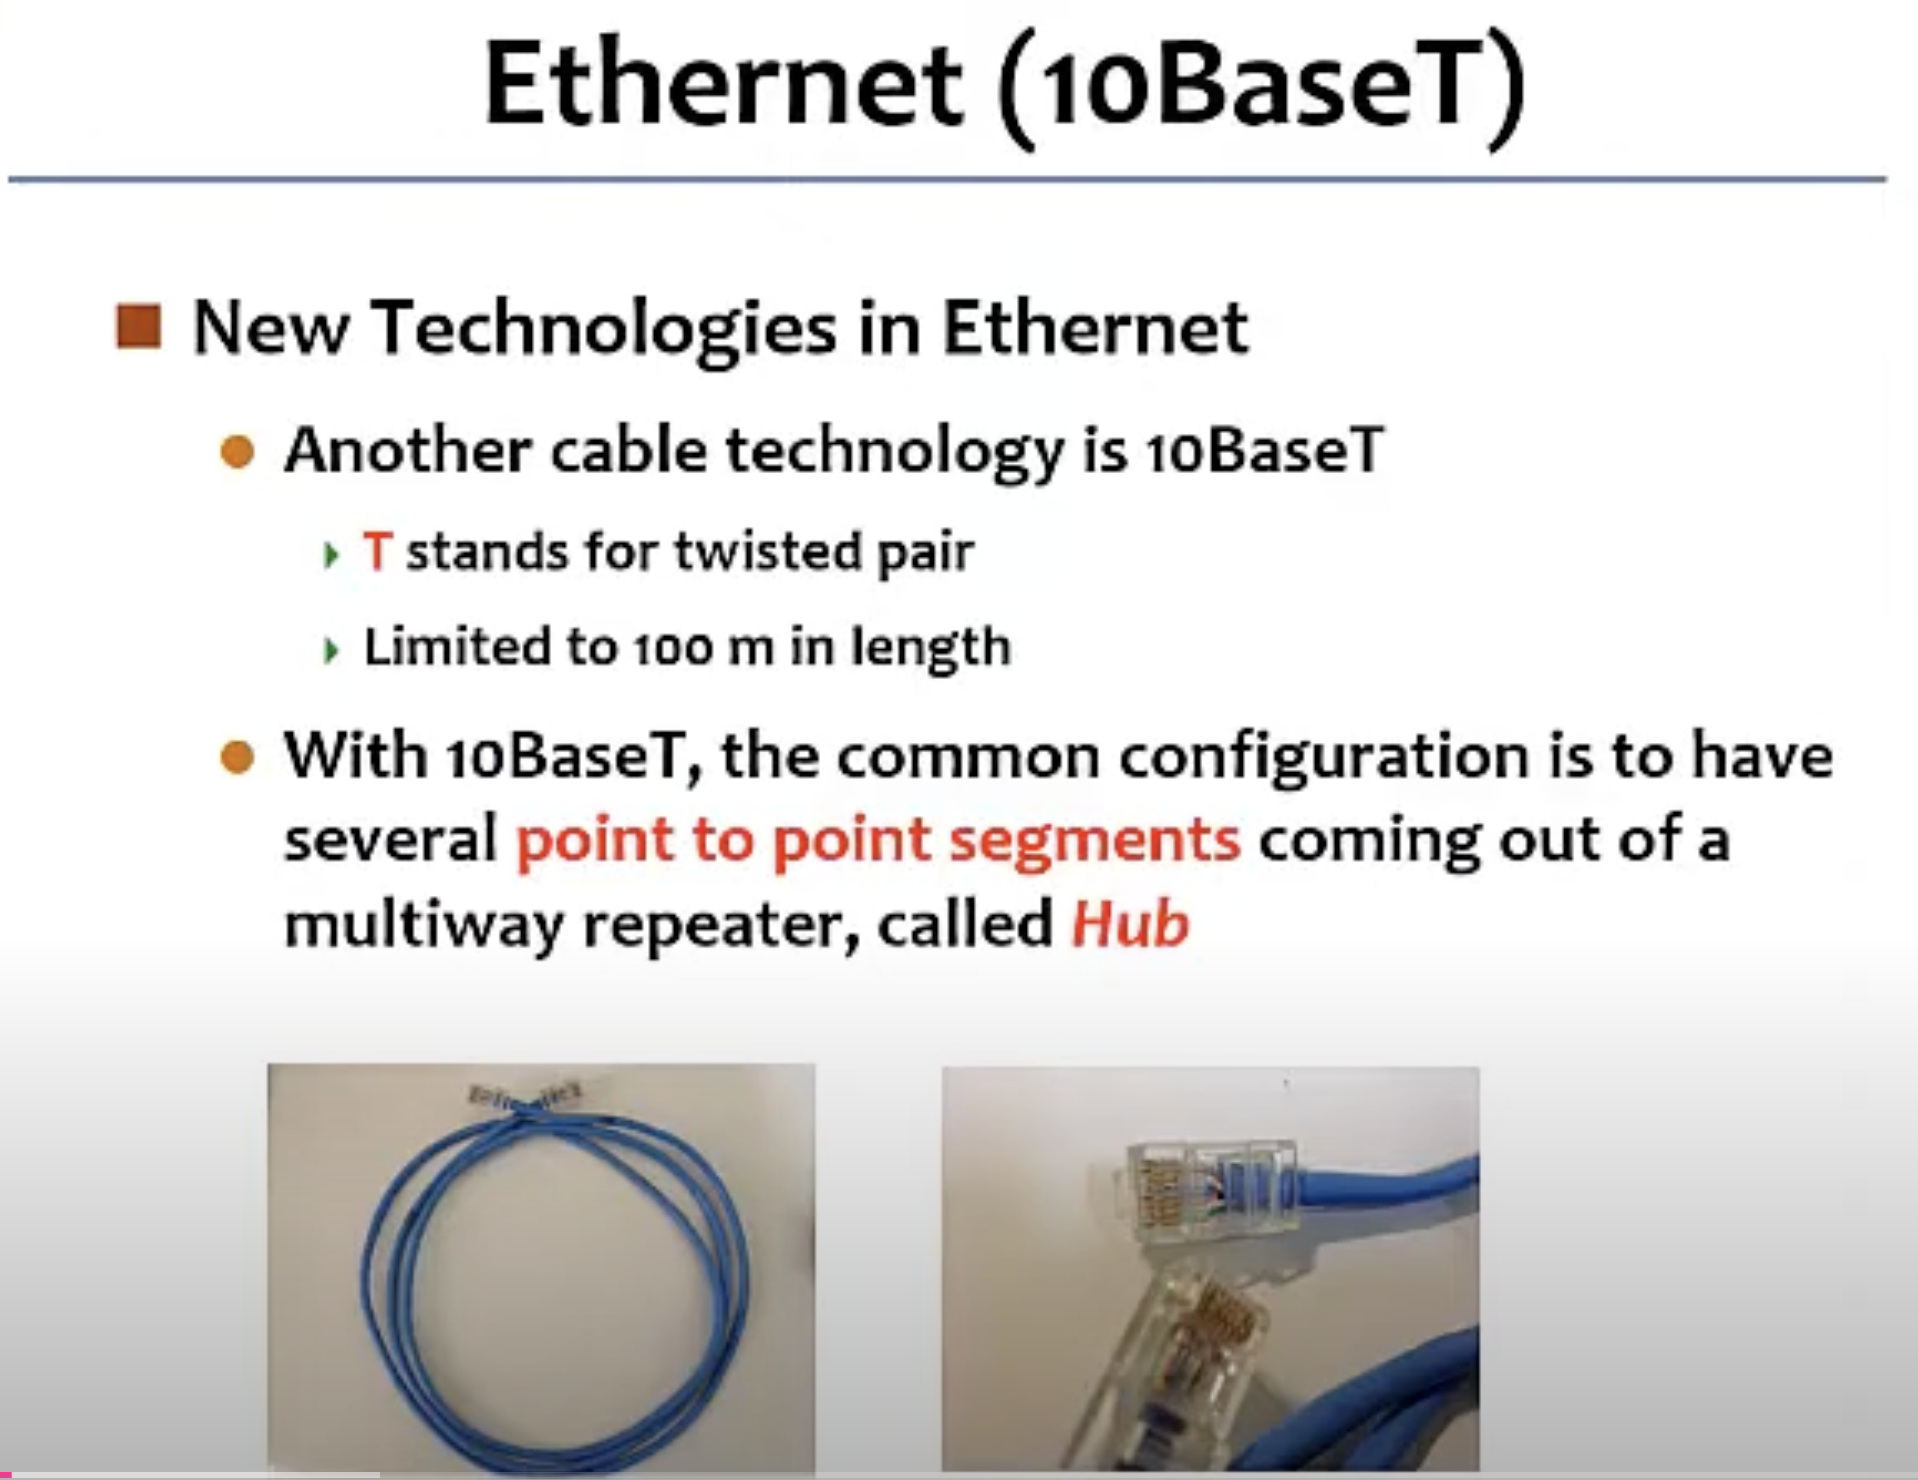 Ethernet (10BaseT)
New Technologies in Ethernet
Another cable technology is 10BaseT
T stands for twisted pair
Limited to 100 m in length
With 10BaseT, the common configuration is to have
several point to point segments coming out of a
multiway repeater, called Hub